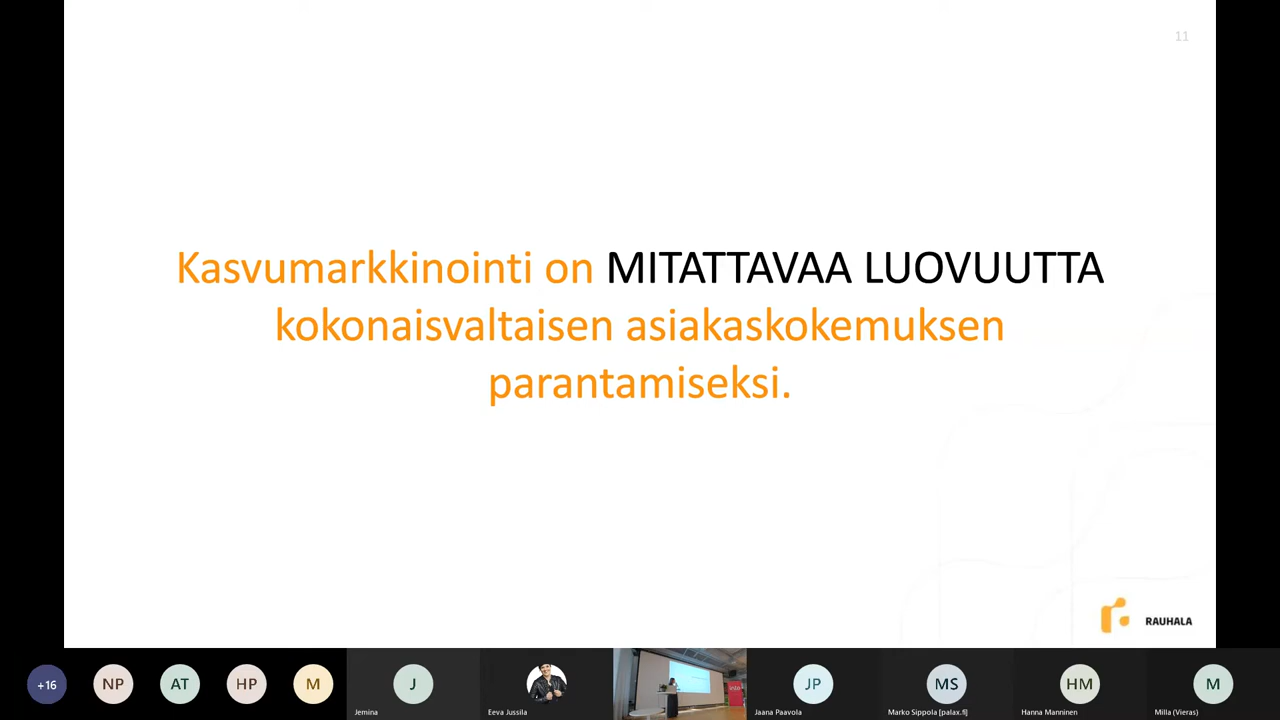 11
Kasvumarkkinointi on MITATTAVAA LUOVUUTTA
kokonaisvaltaisen asiakaskokemuksen
parantamiseksi.
RAUHALA
+16
NP
AT
HP
M
J
JP
MS
HM
M
Jemina
Eeva Jussila
Jaana Paavola
Marko Sippola [palax.fi]
Hanna Manninen
Milla (Vieras)